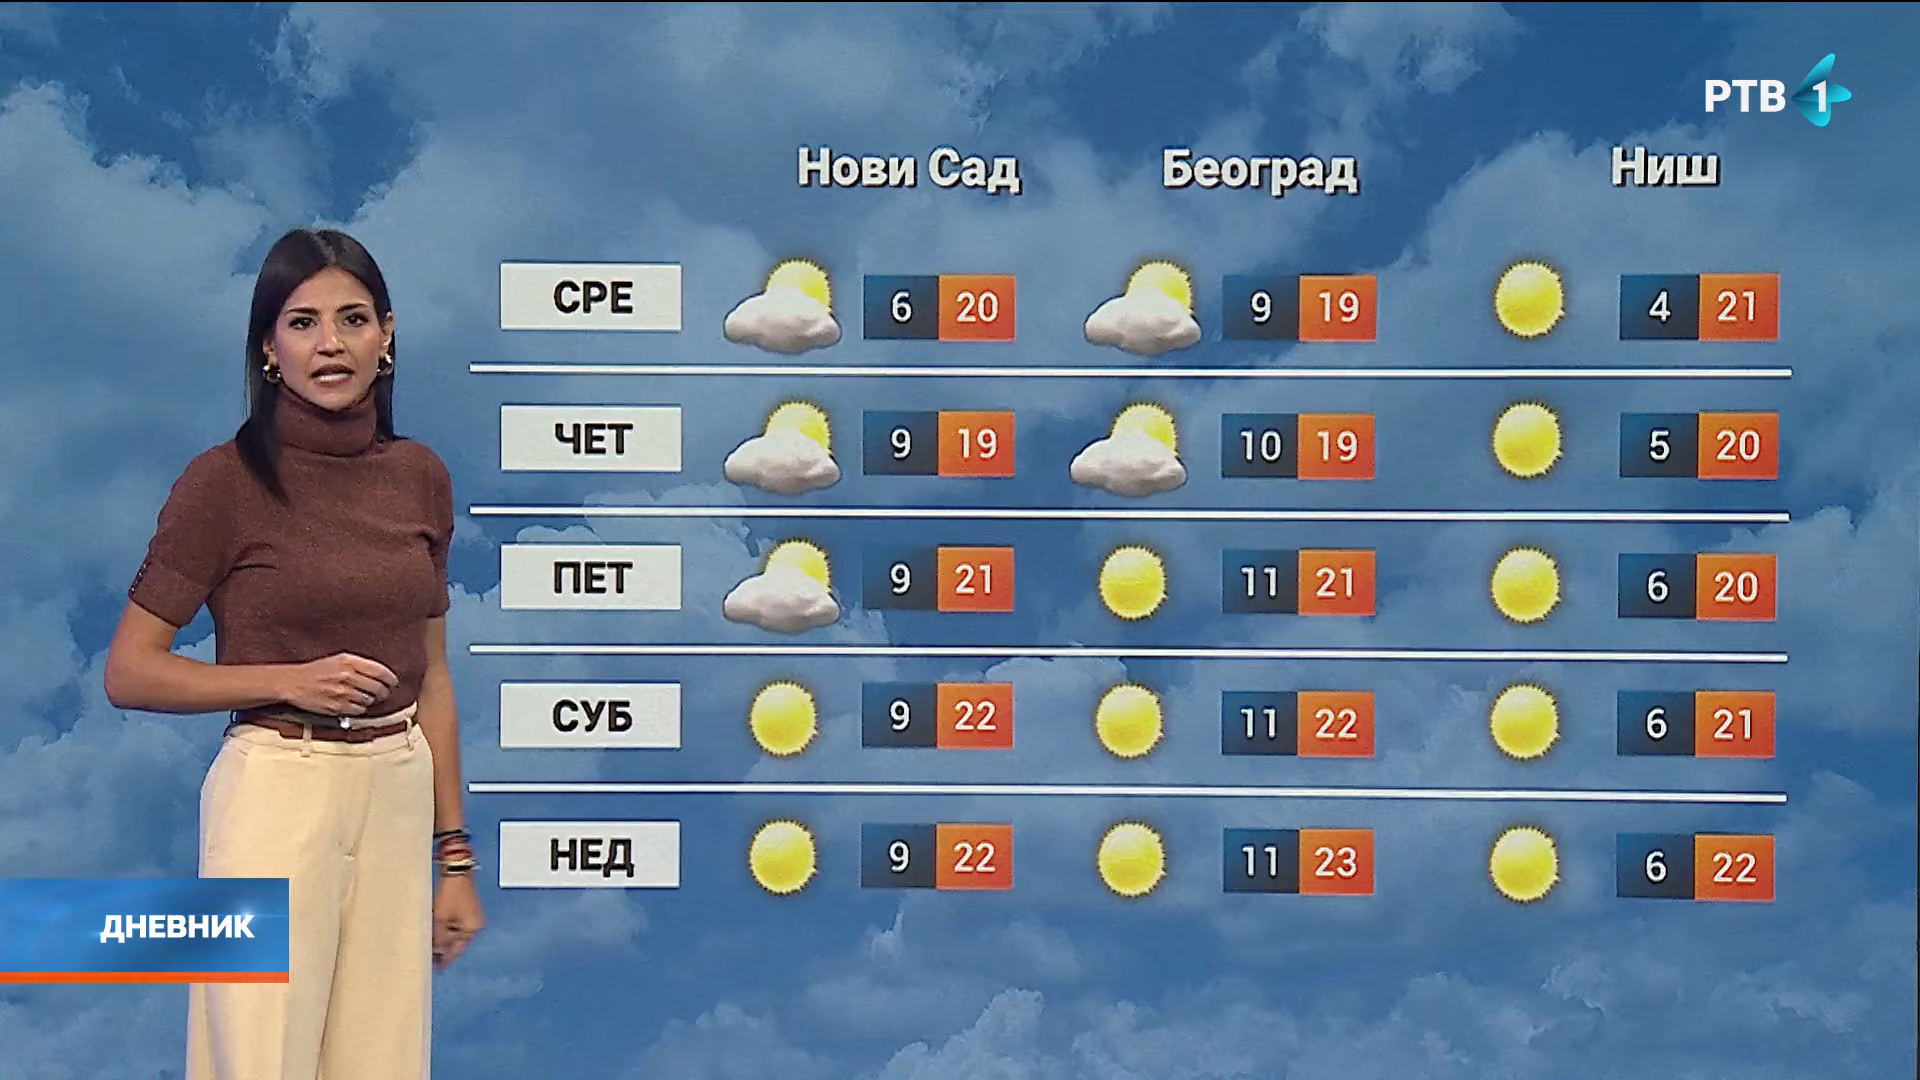 РТВ 1
Нови Сад Београд Ниш
СРЕ 6 20 9 19 4 21
ЧЕТ 9 19 10 19 5 20
ПЕТ 9 21 11 21 6 20
СУБ 9 22 11 22 6 21
НЕД 9 22 11 23 6 22
ДНЕВНИК